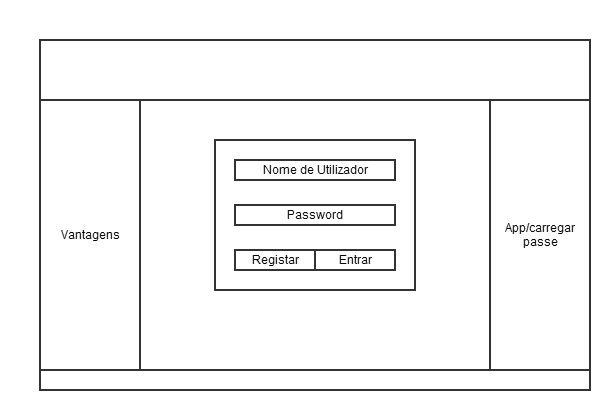 Nome de Utilizador
Password
Vantagens
App/carregar
passe
Registar
Entrar